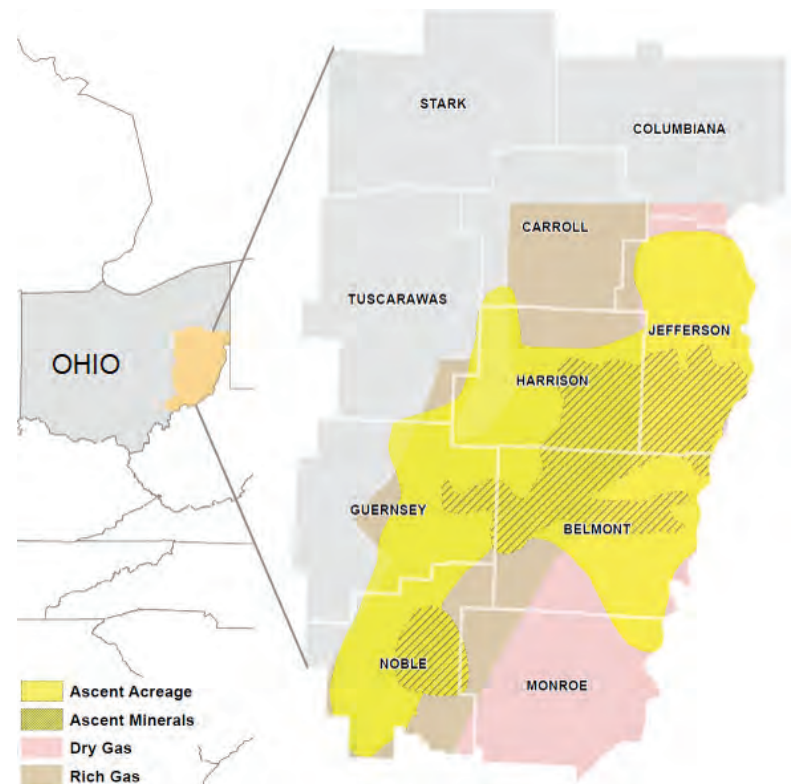 STARK
COLUMBIANA
CARROLL
TUSCARAWAS
JEFFERSON
OHIO
HARRISON
GUERNSEY
BELMONT
NOBLE
MONROE
Ascent Acreage
Ascent Minerals
Dry Gas
Rich Gas